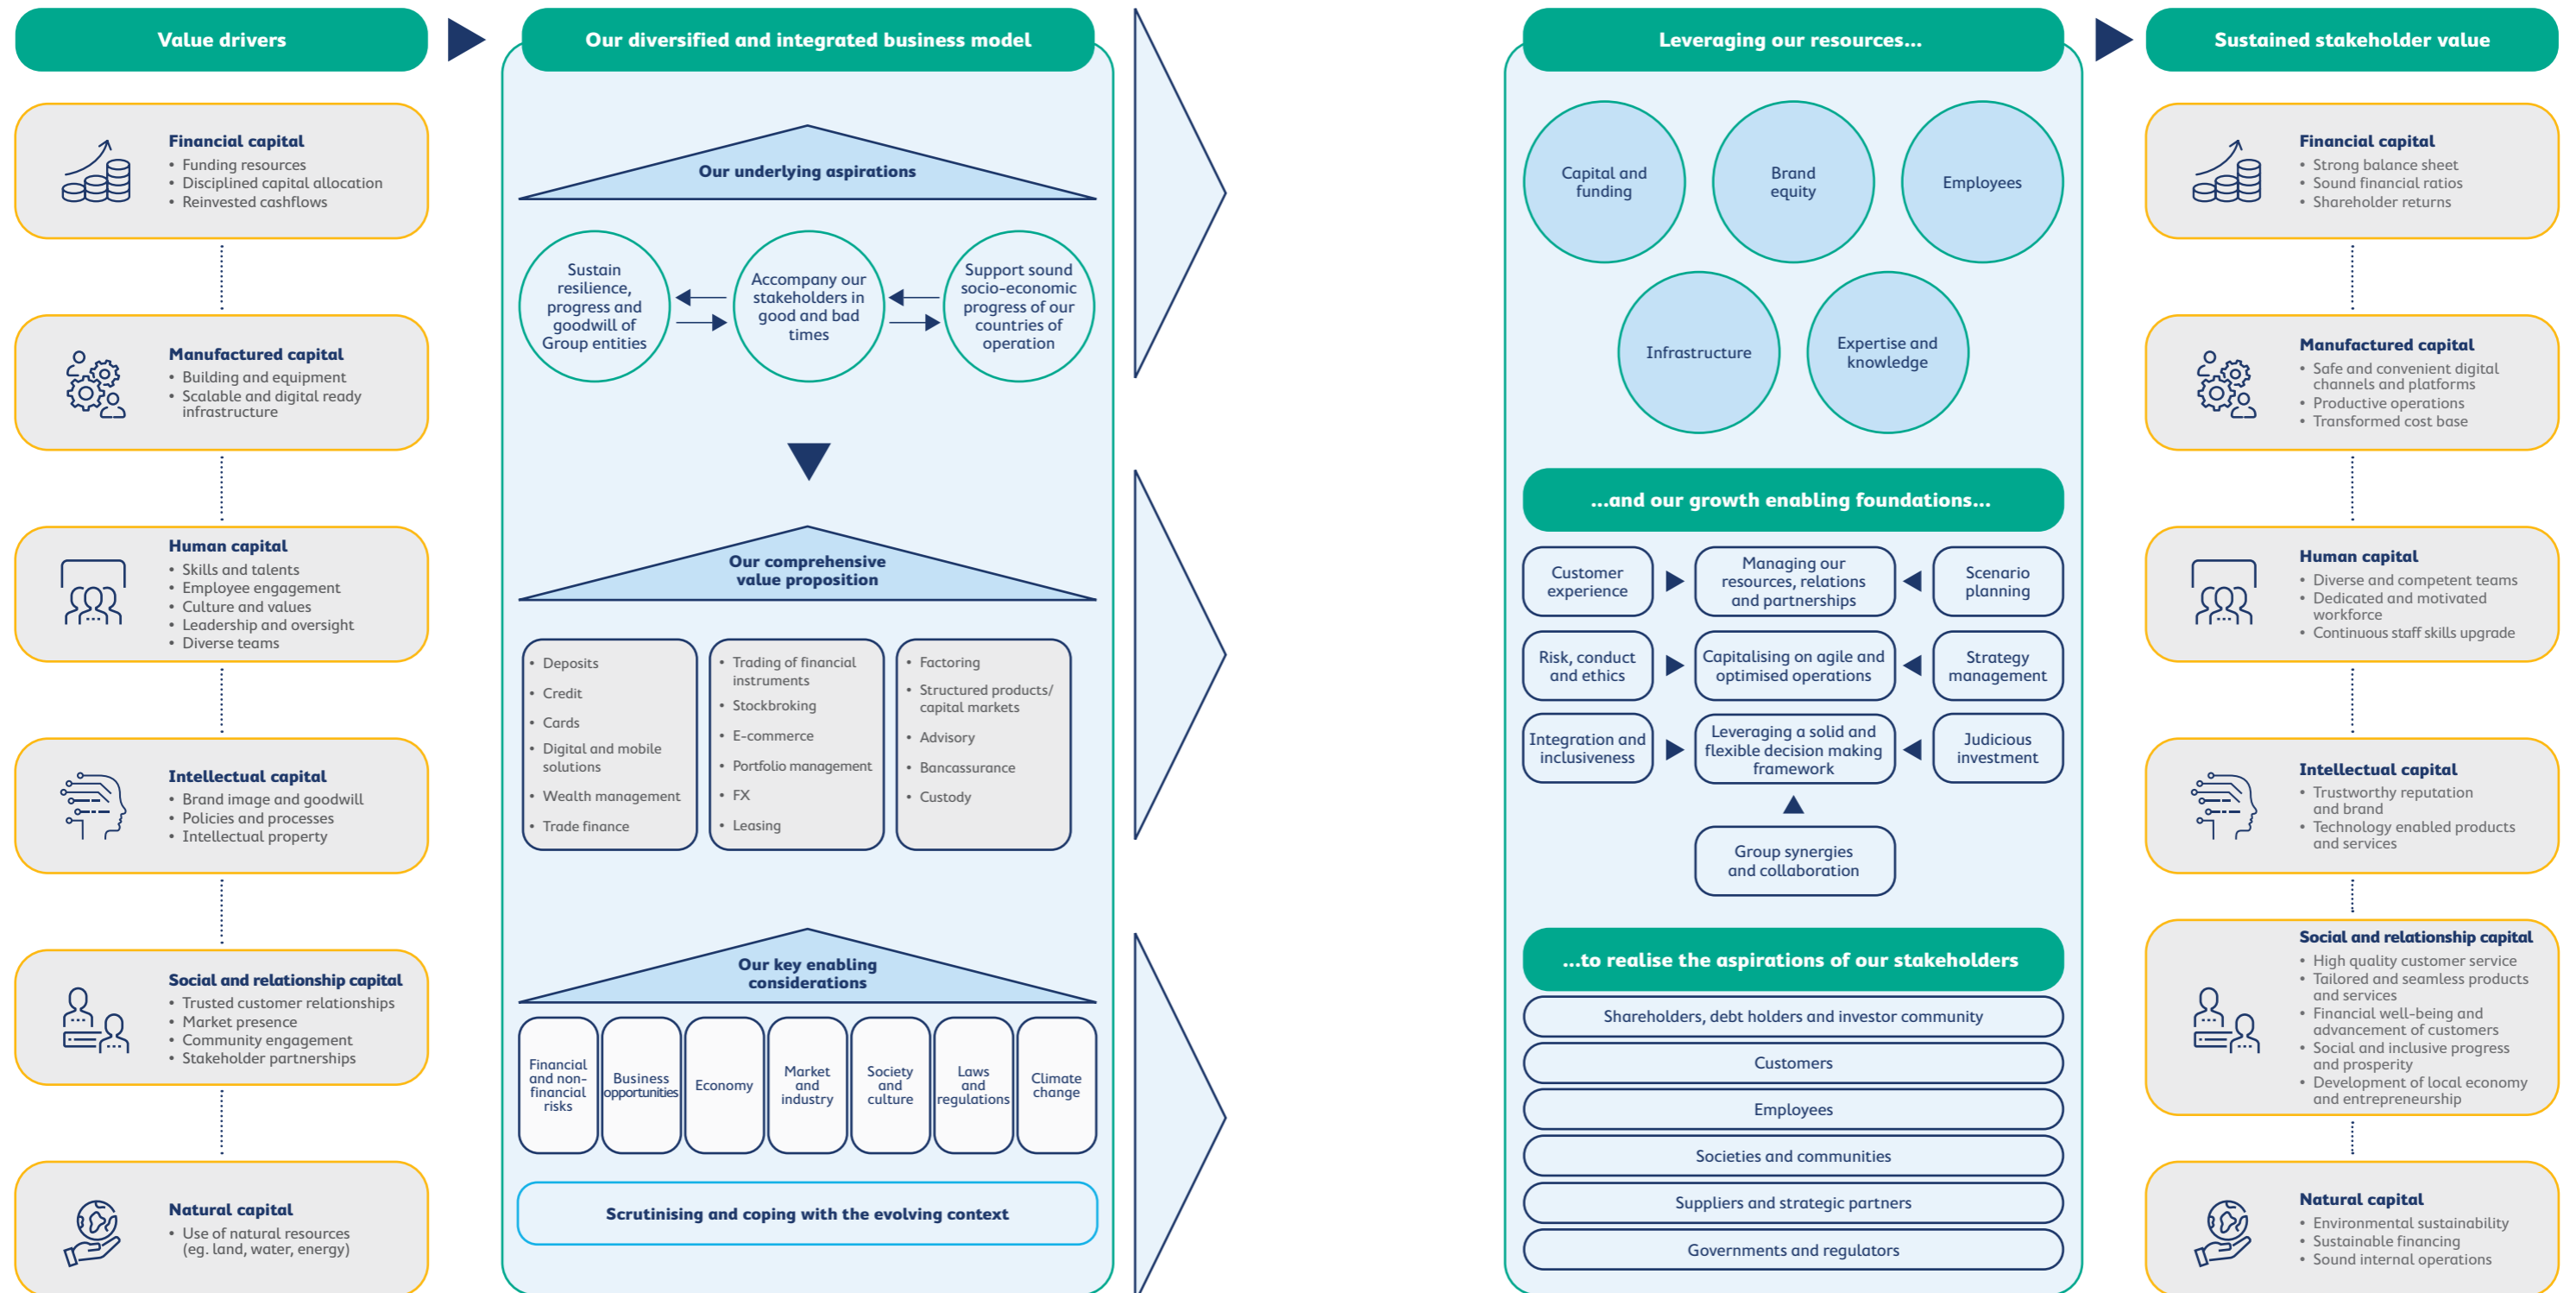 Value drivers
Financial capital
• Funding resources
• Disciplined capital allocation
• Reinvested cashflows
Manufactured capital
• Building and equipment
• Scalable and digital ready
infrastructure
Human capital
• Skills and talents
• Employee engagement
• Culture and values
• Leadership and oversight
• Diverse teams
Intellectual capital
• Brand image and goodwill
• Policies and processes
• Intellectual property
Social and relationship capital
• Trusted customer relationships
• Market presence
• Community engagement
• Stakeholder partnerships
Natural capital
• Use of natural resources
(eg. land, water, energy)
Our diversified and integrated business model
Our underlying aspirations
Sustain
resilience,
progress and
goodwill of
Group entities
Accompany our
stakeholders in
good and bad
times
Support sound
socio-economic
progress of our
countries of
operation
Our comprehensive
value proposition
• Deposits
• Credit
• Cards
• Digital and mobile
solutions
• Wealth management
• Trade finance
• Trading of financial
instruments
• Stockbroking
• E-commerce
• Portfolio management
• FX
• Leasing
• Factoring
• Structured products/
capital markets
• Advisory
• Bancassurance
• Custody
Our key enabling
considerations
Financial
and non-
financial
risks
Business
opportunities
Economy
Market
and
industry
Society
and
culture
Laws
and
regulations
Climate
change
Scrutinising and coping with the evolving context
Leveraging our resources...
Capital and
funding
Brand
equity
Employees
Infrastructure
Expertise and
knowledge
...and our growth enabling foundations...
Customer
experience
Managing our
resources, relations
and partnerships
Scenario
planning
Risk, conduct
and ethics
Capitalising on agile and
optimised operations
Strategy
management
Integration and
inclusiveness
Leveraging a solid and
flexible decision making
framework
Judicious
investment
Group synergies
and collaboration
...to realise the aspirations of our stakeholders
Shareholders, debt holders and investor community
Customers
Employees
Societies and communities
Suppliers and strategic partners
Governments and regulators
Sustained stakeholder value
Financial capital
• Strong balance sheet
• Sound financial ratios
• Shareholder returns
Manufactured capital
• Safe and convenient digital
channels and platforms
• Productive operations
• Transformed cost base
Human capital
• Diverse and competent teams
• Dedicated and motivated
workforce
• Continuous staff skills upgrade
Intellectual capital
• Trustworthy reputation
and brand
• Technology enabled products
and services
Social and relationship capital
• High quality customer service
• Tailored and seamless products
and services
• Financial well-being and
advancement of customers
• Social and inclusive progress
and prosperity
• Development of local economy
and entrepreneurship
Natural capital
• Environmental sustainability
• Sustainable financing
• Sound internal operations